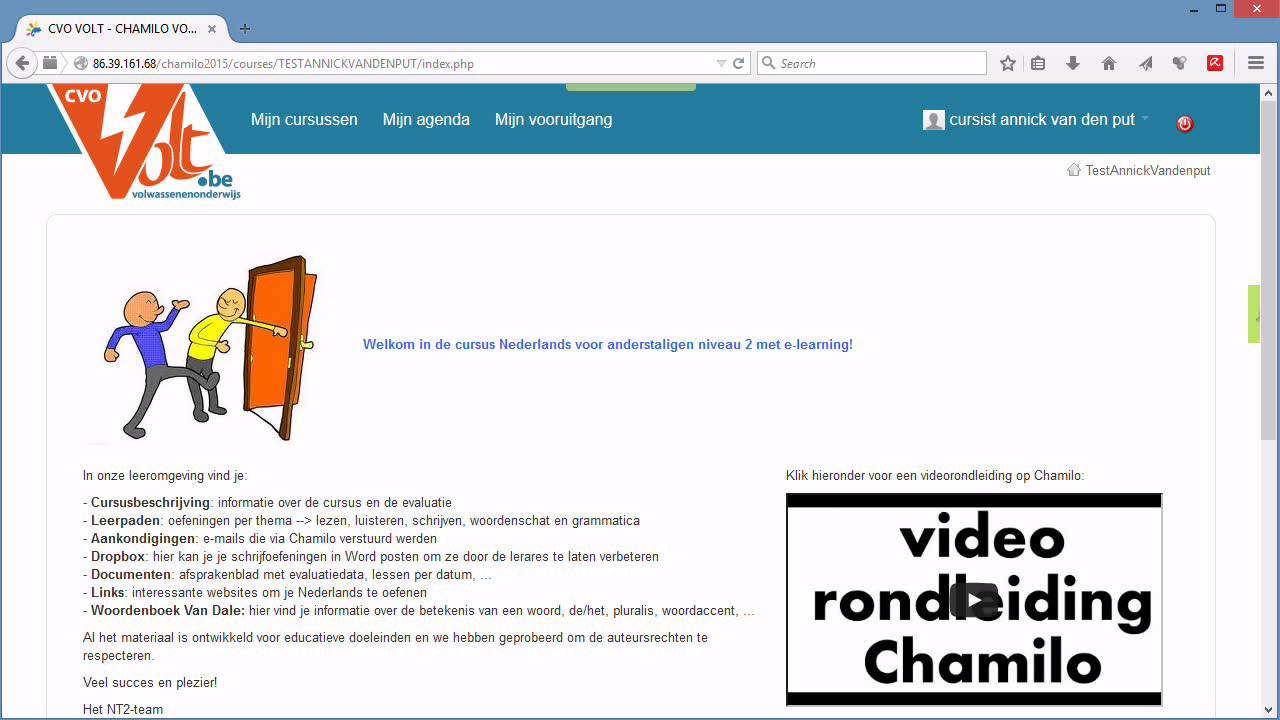 CVO VOLT - CHAMILO VO...
86.39.161.68/chamilo2015/courses/TESTANNICKVANDENPUT/index.php
Search
CVO
Volt
.be
volwassenenonderwijs
Mijn cursussen
Mijn agenda
Mijn vooruitgang
cursist annick van den put
TestAnnickVandenput
Welkom in de cursus Nederlands voor anderstaligen niveau 2 met e-learning!
In onze leeromgeving vind je:
- Cursusbeschrijving: informatie over de cursus en de evaluatie
- Leerpaden: oefeningen per thema --> lezen, luisteren, schrijven, woordenschat en grammatica
- Aankondigingen: e-mails die via Chamilo verstuurd werden
- Dropbox: hier kan je je schrijfoefeningen in Word posten om ze door de lerares te laten verbeteren
- Documenten: afsprakenblad met evaluatiedata, lessen per datum, ...
- Links: interessante websites om je Nederlands te oefenen
- Woordenboek Van Dale: hier vind je informatie over de betekenis van een woord, de/het, pluralis, woordaccent, ...
Al het materiaal is ontwikkeld voor educatieve doeleinden en we hebben geprobeerd om de auteursrechten te
respecteren.
Veel succes en plezier!
Het NT2-team
Klik hieronder voor een videorondleiding op Chamilo:
video
rondleiding
Chamilo